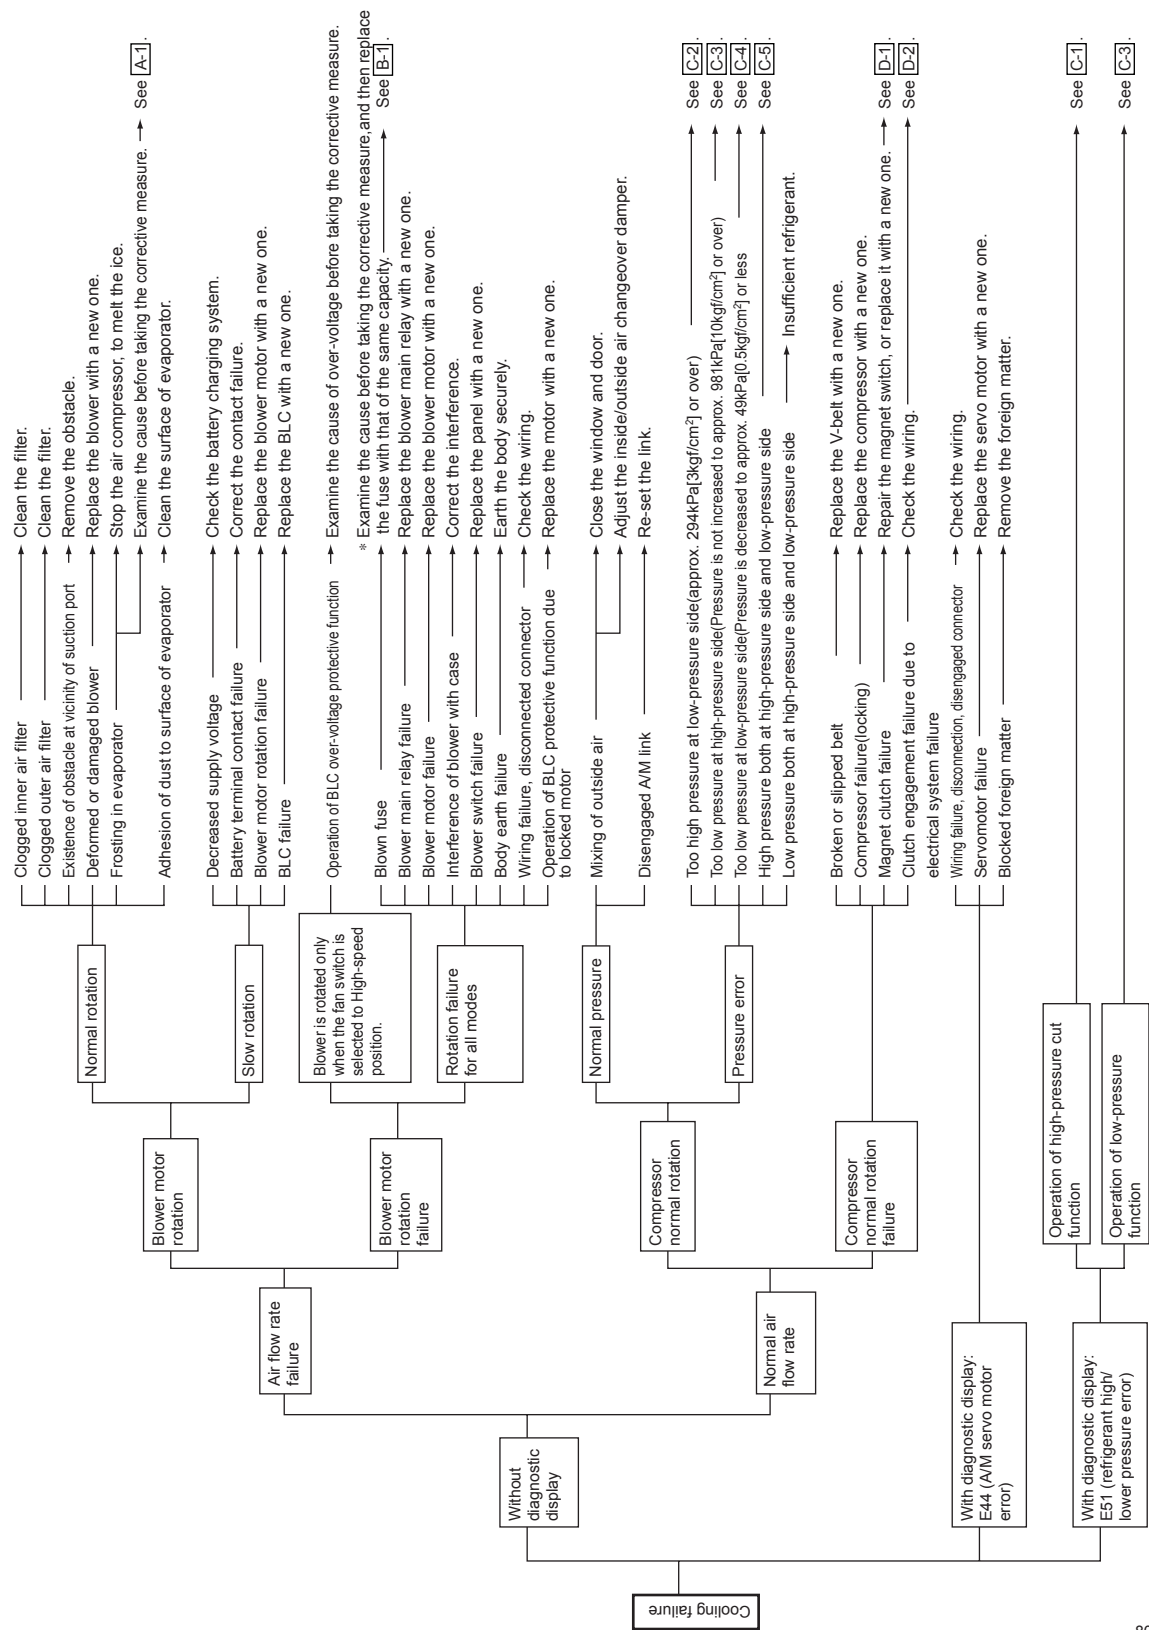 Cooling failure
Without
diagnostic
display
Air flow rate
failure
Blower motor
rotation
Normal rotation
Clogged inner air filter
Clean the filter.
Clogged outer air filter
Clean the filter.
Existence of obstacle at vicinity of suction port
Remove the obstacle.
Deformed or damaged blower
Replace the blower with a new one.
Frosting in evaporator
Stop the air compressor, to melt the ice.
Examine the cause before taking the corrective measure.
See A-1.
Adhesion of dust to surface of evaporator
Clean the surface of evaporator.
Slow rotation
Decreased supply voltage
Check the battery charging system.
Battery terminal contact failure
Correct the contact failure.
Blower motor rotation failure
Replace the blower motor with a new one.
BLC failure
Replace the BLC with a new one.
Blower motor
rotation
failure
Blower is rotated only
when the fan switch is
selected to High-speed
position.
Operation of BLC over-voltage protective function
Examine the cause of over-voltage before taking the corrective measure.
Rotation failure
for all modes
Blown fuse
* Examine the cause before taking the corrective measure,and then replace
the fuse with that of the same capacity.
See B-1.
Blower main relay failure
Replace the blower main relay with a new one.
Blower motor failure
Replace the blower motor with a new one.
Interference of blower with case
Correct the interference.
Blower switch failure
Replace the panel with a new one.
Body earth failure
Earth the body securely.
Wiring failure, disconnected connector
Check the wiring.
Operation of BLC protective function due
to locked motor
Replace the motor with a new one.
Normal air
flow rate
Compressor
normal rotation
Normal pressure
Mixing of outside air
Close the window and door.
Adjust the inside/outside air changeover damper.
Disengaged A/M link
Re-set the link.
Pressure error
Too high pressure at low-pressure side(approx. 294kPa[3kgf/cm2] or over)
See C-2.
Too low pressure at high-pressure side(Pressure is not increased to approx. 981kPa[10kgf/cm2] or over)
See C-3.
Too low pressure at low-pressure side(Pressure is decreased to approx. 49kPa[0.5kgf/cm2] or less
See C-4.
High pressure both at high-pressure side and low-pressure side
See C-5.
Low pressure both at high-pressure side and low-pressure side
Insufficient refrigerant.
Compressor
normal rotation
failure
Broken or slipped belt
Replace the V-belt with a new one.
Compressor failure(locking)
Replace the compressor with a new one.
Magnet clutch failure
Repair the magnet switch, or replace it with a new one.
See D-1.
Clutch engagement failure due to
electrical system failure
Check the wiring.
See D-2.
With diagnostic display:
E44 (A/M servo motor
error)
Wiring failure, disconnection, disengaged connector
Check the wiring.
Servomotor failure
Replace the servo motor with a new one.
Blocked foreign matter
Remove the foreign matter.
With diagnostic display:
E51 (refrigerant high/
lower pressure error)
Operation of high-pressure cut
function
See C-1.
Operation of low-pressure
function
See C-3.